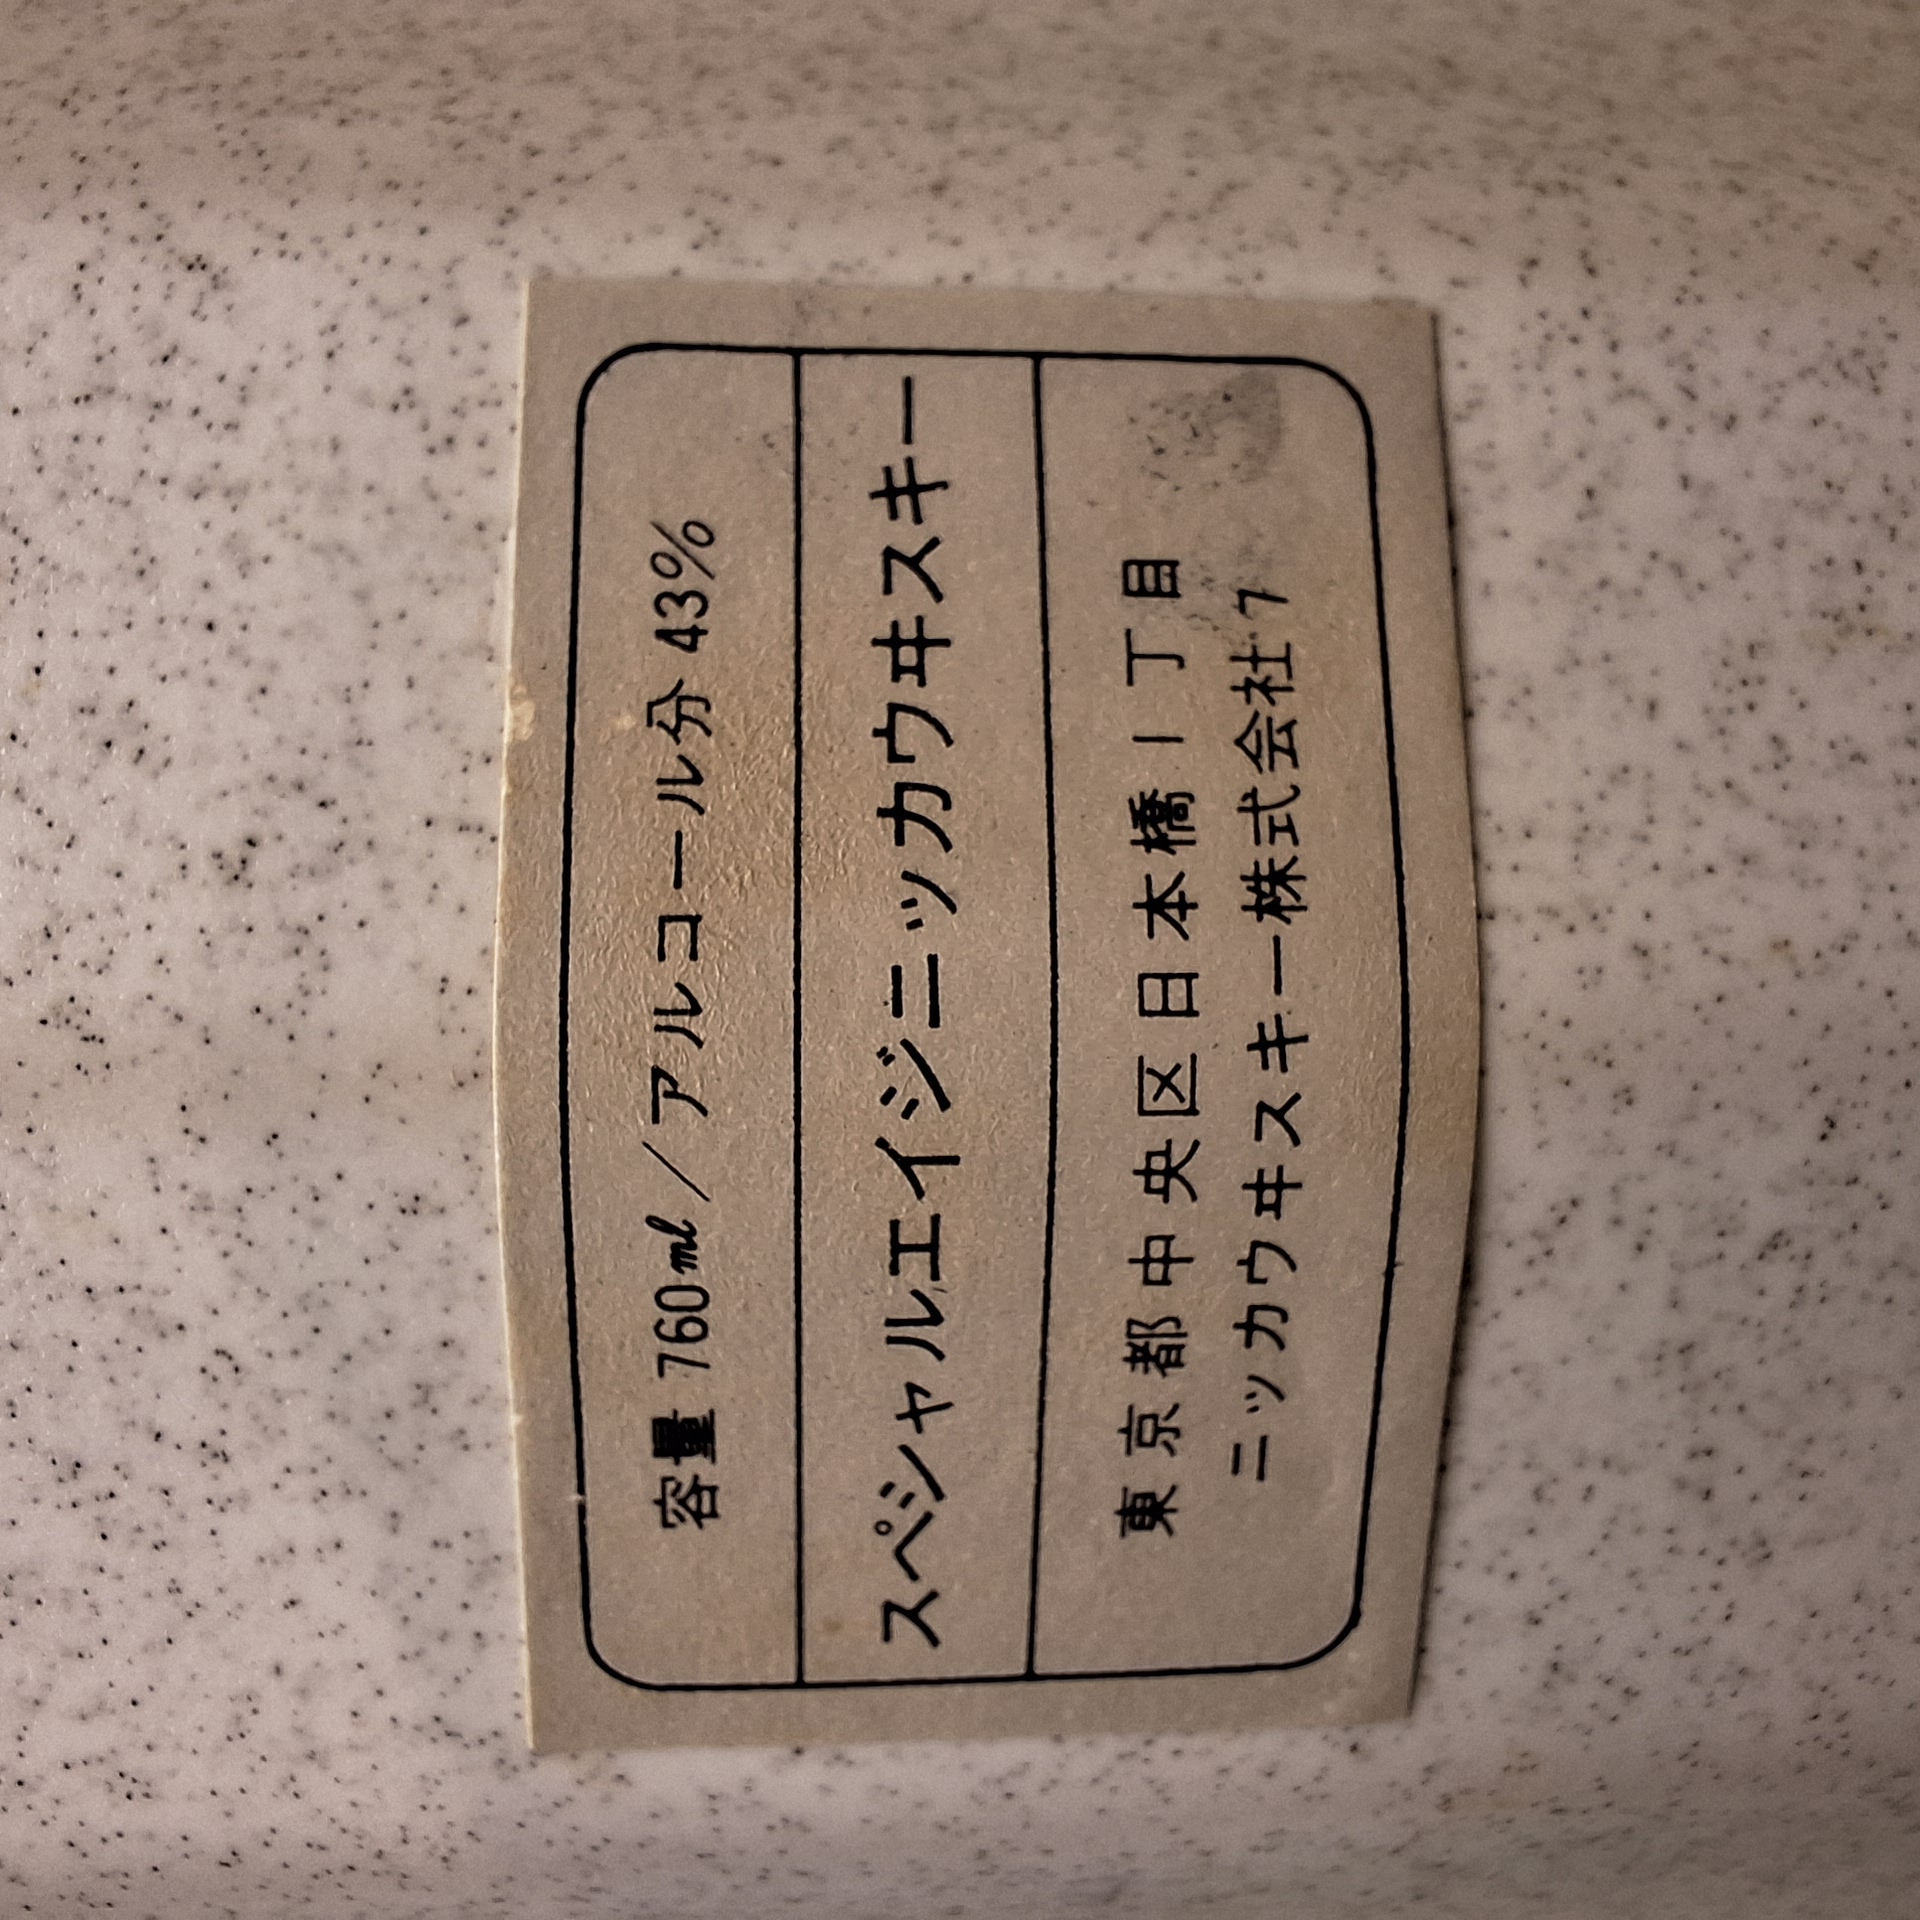 容量 760ml/アルコール分 43%
スペシャルエイジニッカウヰスキー
東京都中央区日本橋1丁目
ニッカウヰスキー株式会社 7